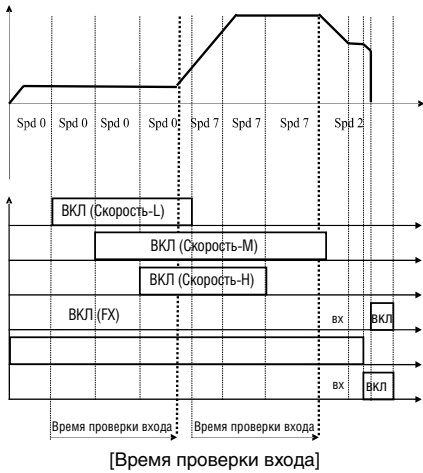 Spd 0 Spd 0 Spd 0 Spd 0 Spd 7 Spd 7 Spd 7 Spd 2
ВКЛ (Скорость-L)
ВКЛ (Скорость-M)
ВКЛ (Скорость-H)
ВКЛ (FX) вх ВКЛ
вх ВКЛ
Время проверки входа Время проверки входа
[Время проверки входа]